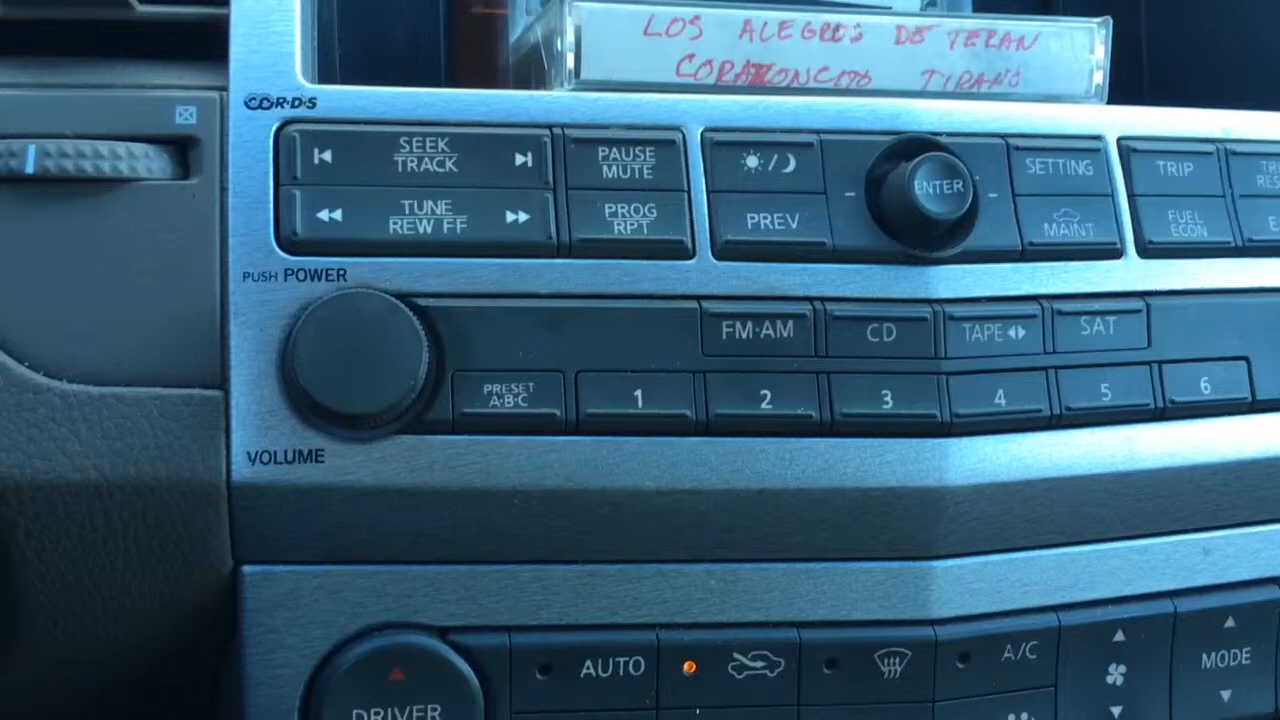 LOS ALEGRES DE TERAN
CORAZONCITO TIRANO
SEEK
TRACK
PAUSE
MUTE
TUNE
REW FF
PROG
RPT
PREV
ENTER
SETTING
MAINT
TRIP
FUEL
ECON
PUSH POWER
FM·AM
CD
TAPE
SAT
PRESET
A·B·C
1
2
3
4
5
6
VOLUME
AUTO
A/C
MODE
DRIVER